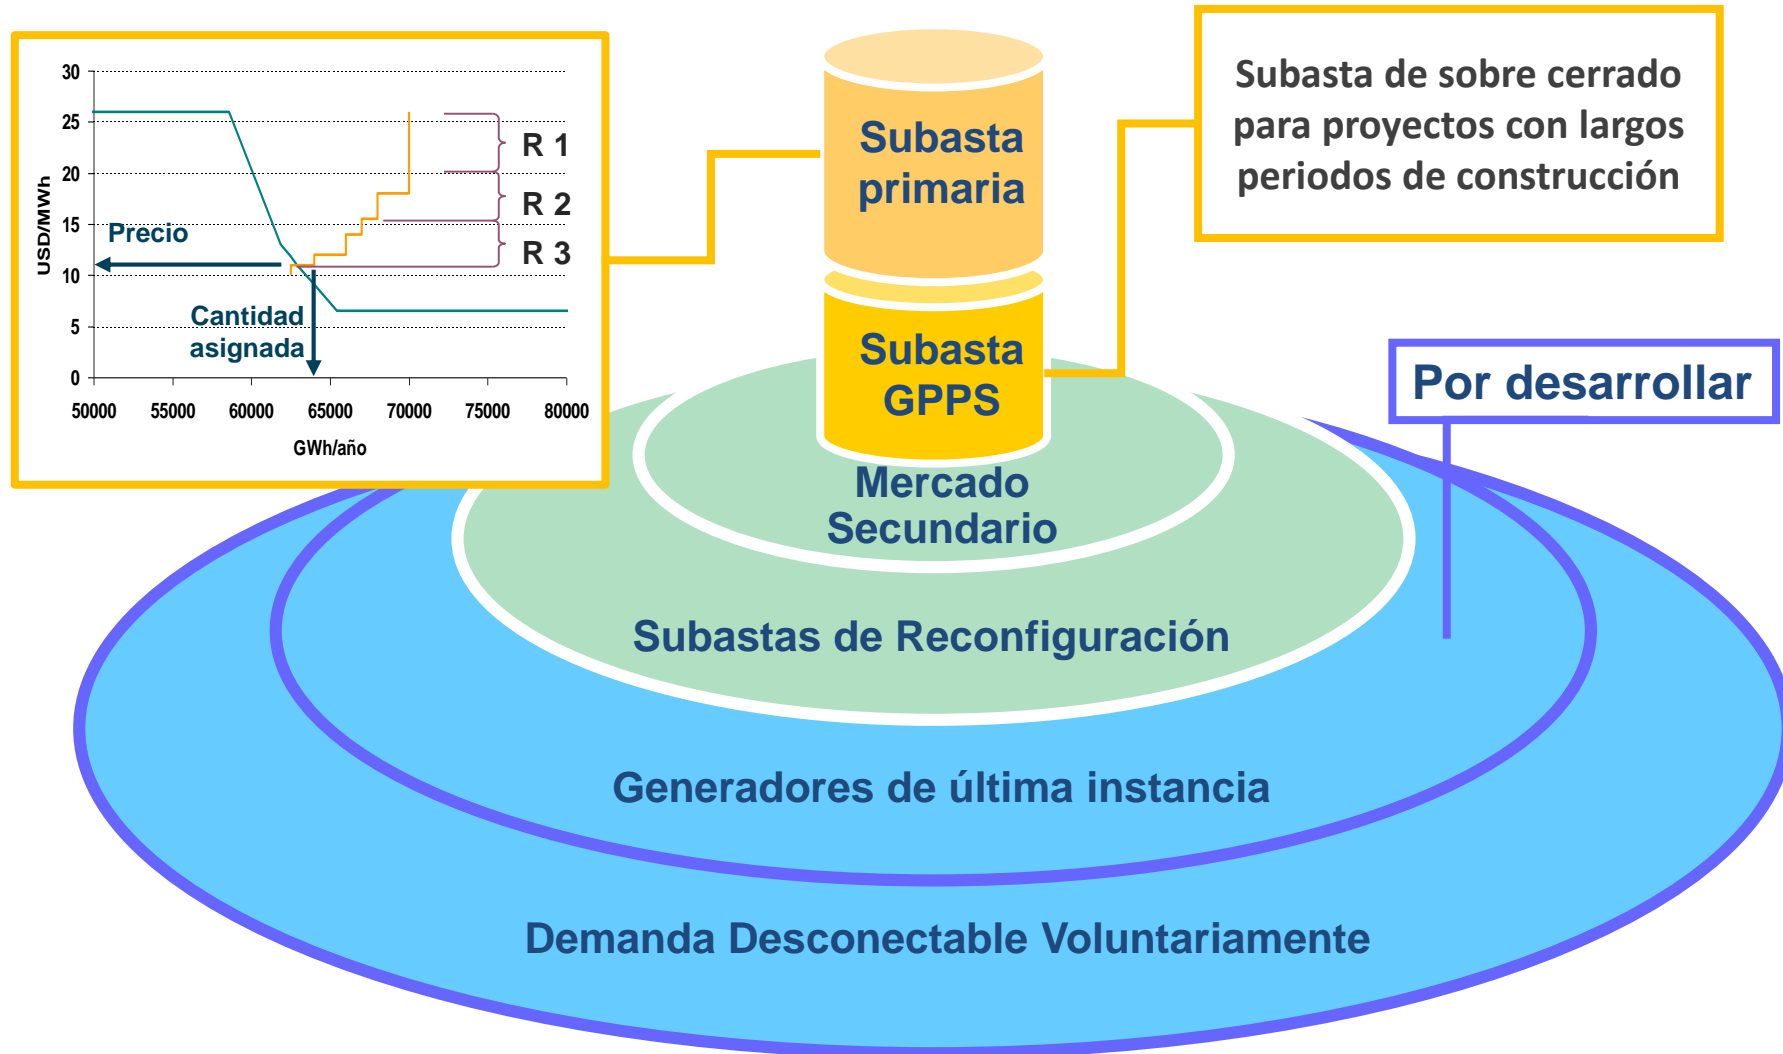 30
25
20
15
10
5
0
USD/MWh
50000 55000 60000 65000 70000 75000 80000
GWh/año
Precio
Cantidad
asignada
R 1
R 2
R 3
Subasta
primaria
Subasta de sobre cerrado
para proyectos con largos
periodos de construcción
Subasta
GPPS
Por desarrollar
Mercado
Secundario
Subastas de Reconfiguración
Generadores de última instancia
Demanda Desconectable Voluntariamente